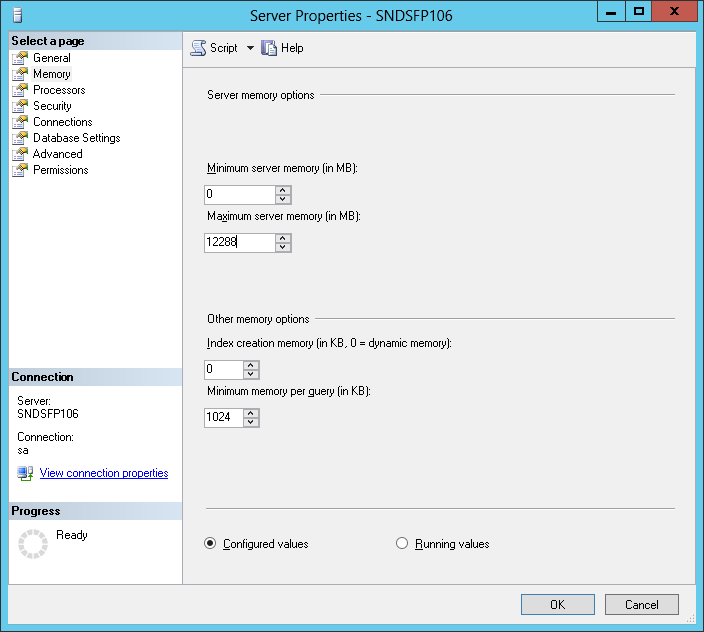 Server Properties - SNDSFP106
Select a page
General
Memory
Processors
Security
Connections
Database Settings
Advanced
Permissions
Script
Help
Server memory options
Minimum server memory (in MB):
0
Maximum server memory (in MB):
12288
Other memory options
Index creation memory (in KB, 0 = dynamic memory):
0
Minimum memory per query (in KB):
1024
Configured values
Running values
Connection
Server:
SNDSFP106
Connection:
sa
View connection properties
Progress
Ready
OK
Cancel